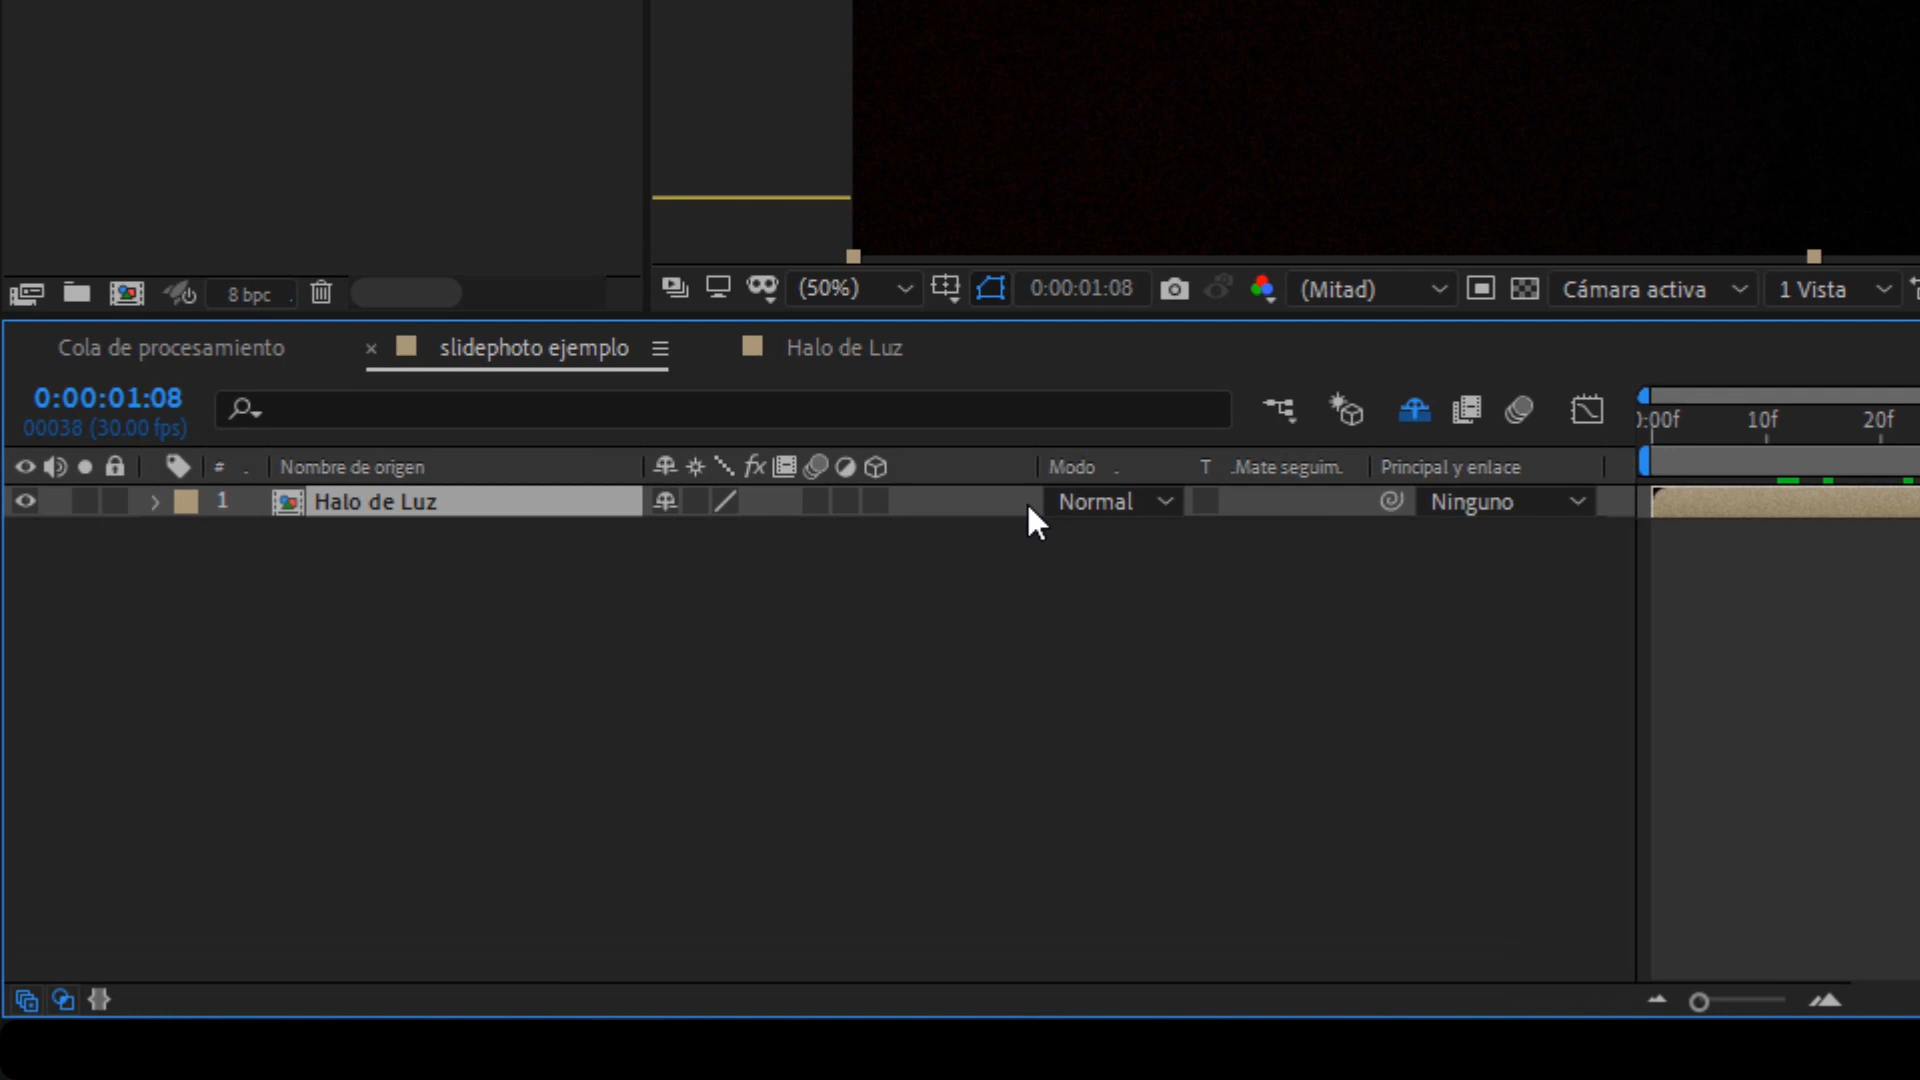 8 bpc
(50%)
0:00:01:08
(Mitad)
Cámara activa
1 Vista
Cola de procesamiento
slidephoto ejemplo
Halo de Luz
0:00:01:08
00038 (30.00 fps)
:00f
10f
20f
#
Nombre de origen
fx
Modo
T
.Mate seguim.
Principal y enlace
1
Halo de Luz
Normal
Ninguno